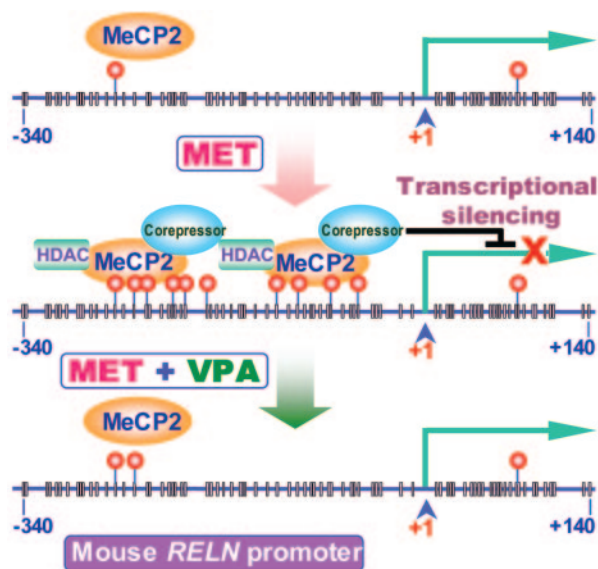 MeCP2
-340
+1
+140
MET
Transcriptional
silencing
Corepressor
Corepressor
HDAC
MeCP2
HDAC
MeCP2
X
-340
+1
+140
MET + VPA
MeCP2
-340
+1
+140
Mouse RELN promoter